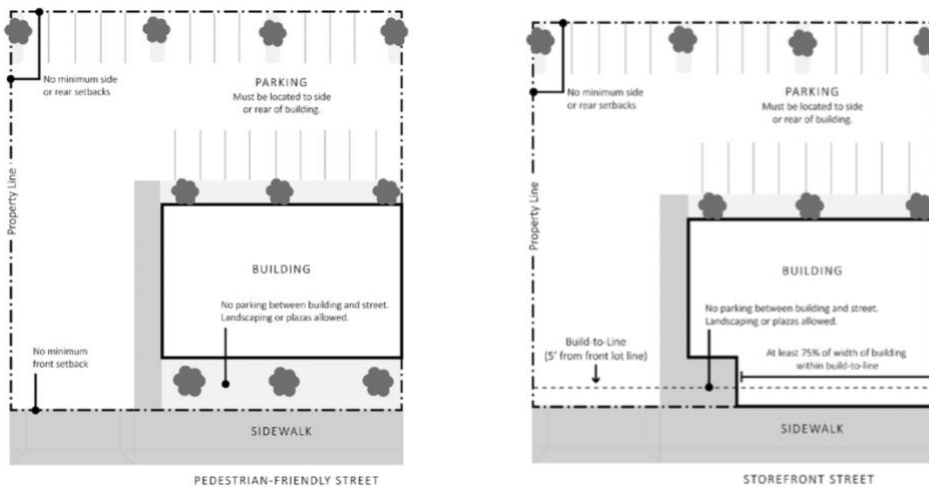 No minimum side
or rear setbacks
PARKING
Must be located to side
or rear of building.
Property Line
BUILDING
No parking between building and street.
Landscaping or plazas allowed.
No minimum
front setback
SIDEWALK
PEDESTRIAN-FRIENDLY STREET
No minimum side
or rear setbacks
PARKING
Must be located to side
or rear of building.
Property Line
BUILDING
No parking between building and street.
Landscaping or plazas allowed.
Build-to-Line
(5' from front lot line)
At least 75% of width of building
within build-to-line
SIDEWALK
STOREFRONT STREET